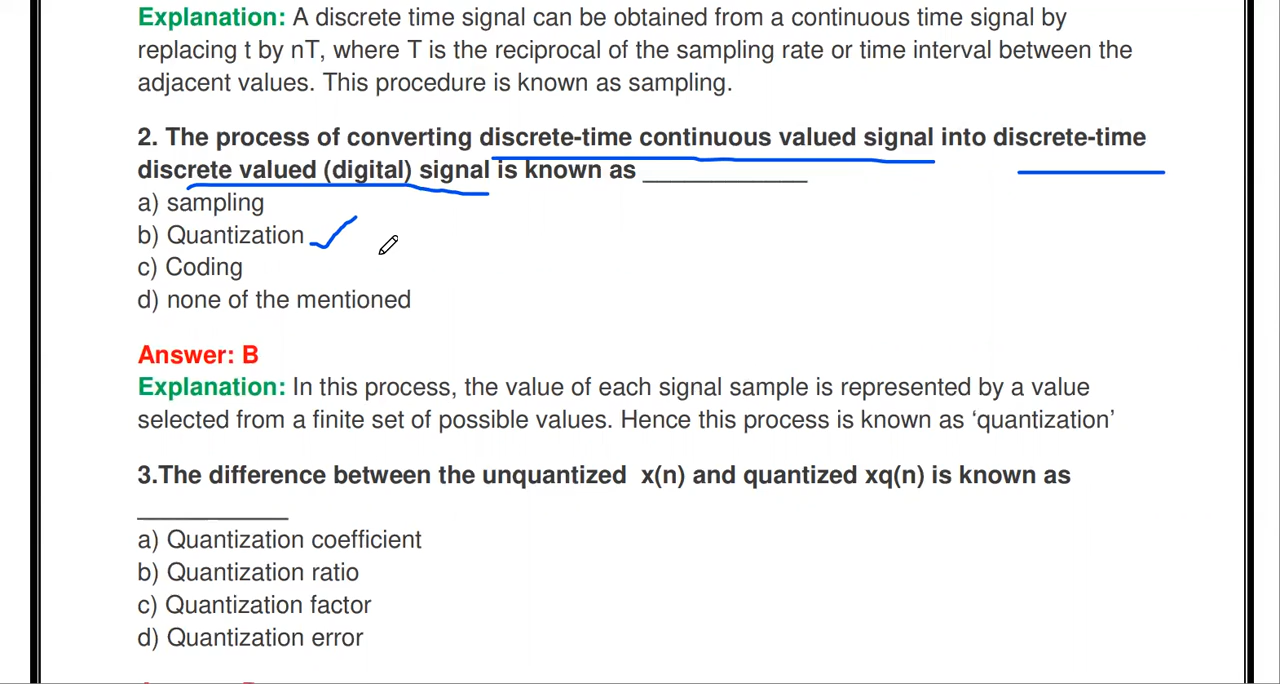 Explanation: A discrete time signal can be obtained from a continuous time signal by
replacing t by nT, where T is the reciprocal of the sampling rate or time interval between the
adjacent values. This procedure is known as sampling.
2. The process of converting discrete-time continuous valued signal into discrete-time
discrete valued (digital) signal is known as _____________
a) sampling
b) Quantization
c) Coding
d) none of the mentioned
Answer: B
Explanation: In this process, the value of each signal sample is represented by a value
selected from a finite set of possible values. Hence this process is known as ‘quantization’
3.The difference between the unquantized  x(n) and quantized xq(n) is known as
___________
a) Quantization coefficient
b) Quantization ratio
c) Quantization factor
d) Quantization error